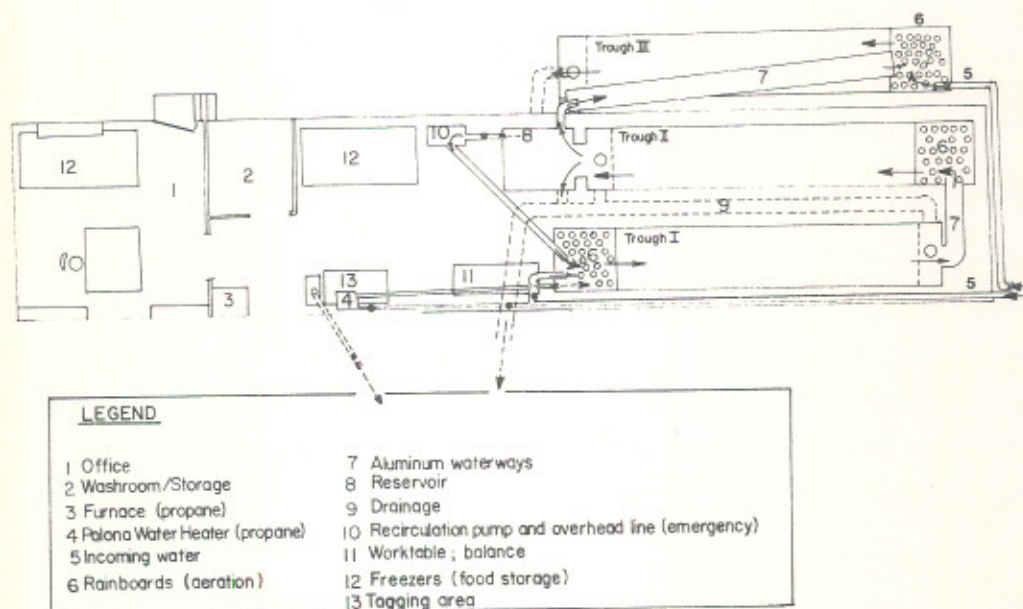 Trough III
6
7
5
12
1
2
12
10
8
Trough II
6
9
7
Trough I
6
5
3
13
4
11
LEGEND
1 Office
2 Washroom/Storage
3 Furnace (propane)
4 Palona Water Heater (propane)
5 Incoming water
6 Rainboards (aeration)
7 Aluminum waterways
8 Reservoir
9 Drainage
10 Recirculation pump and overhead line (emergency)
11 Worktable ; balance
12 Freezers (food storage)
13 Tagging area